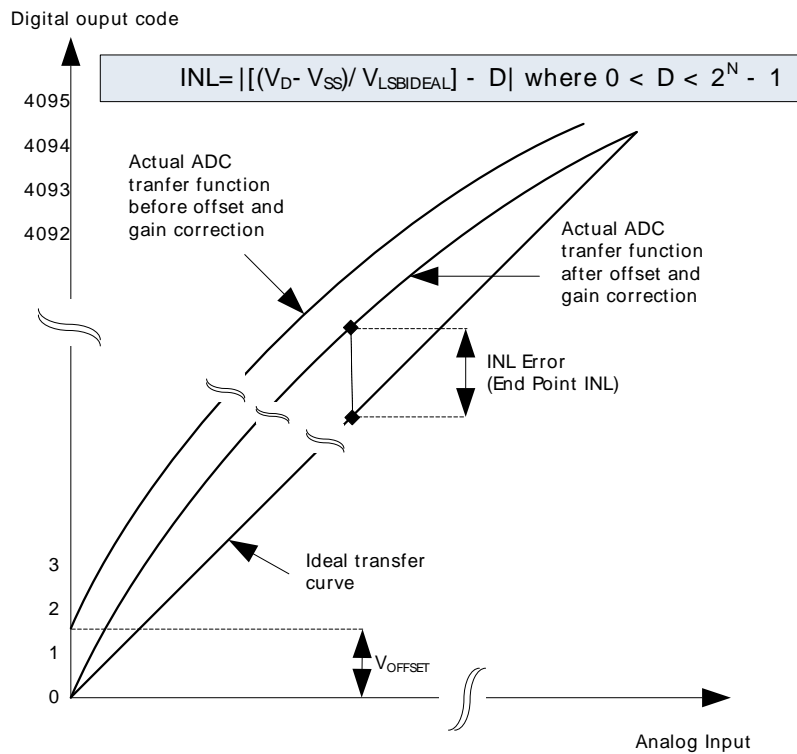 Digital ouput code
INL= |[(VD- VSS)/ VLSBIDEAL] - D| where 0 < D < 2^N - 1
4095
4094
4093
4092
Actual ADC
tranfer function
before offset and
gain correction
Actual ADC
tranfer function
after offset and
gain correction
INL Error
(End Point INL)
Ideal transfer
curve
3
2
1
0
VOFFSET
Analog Input